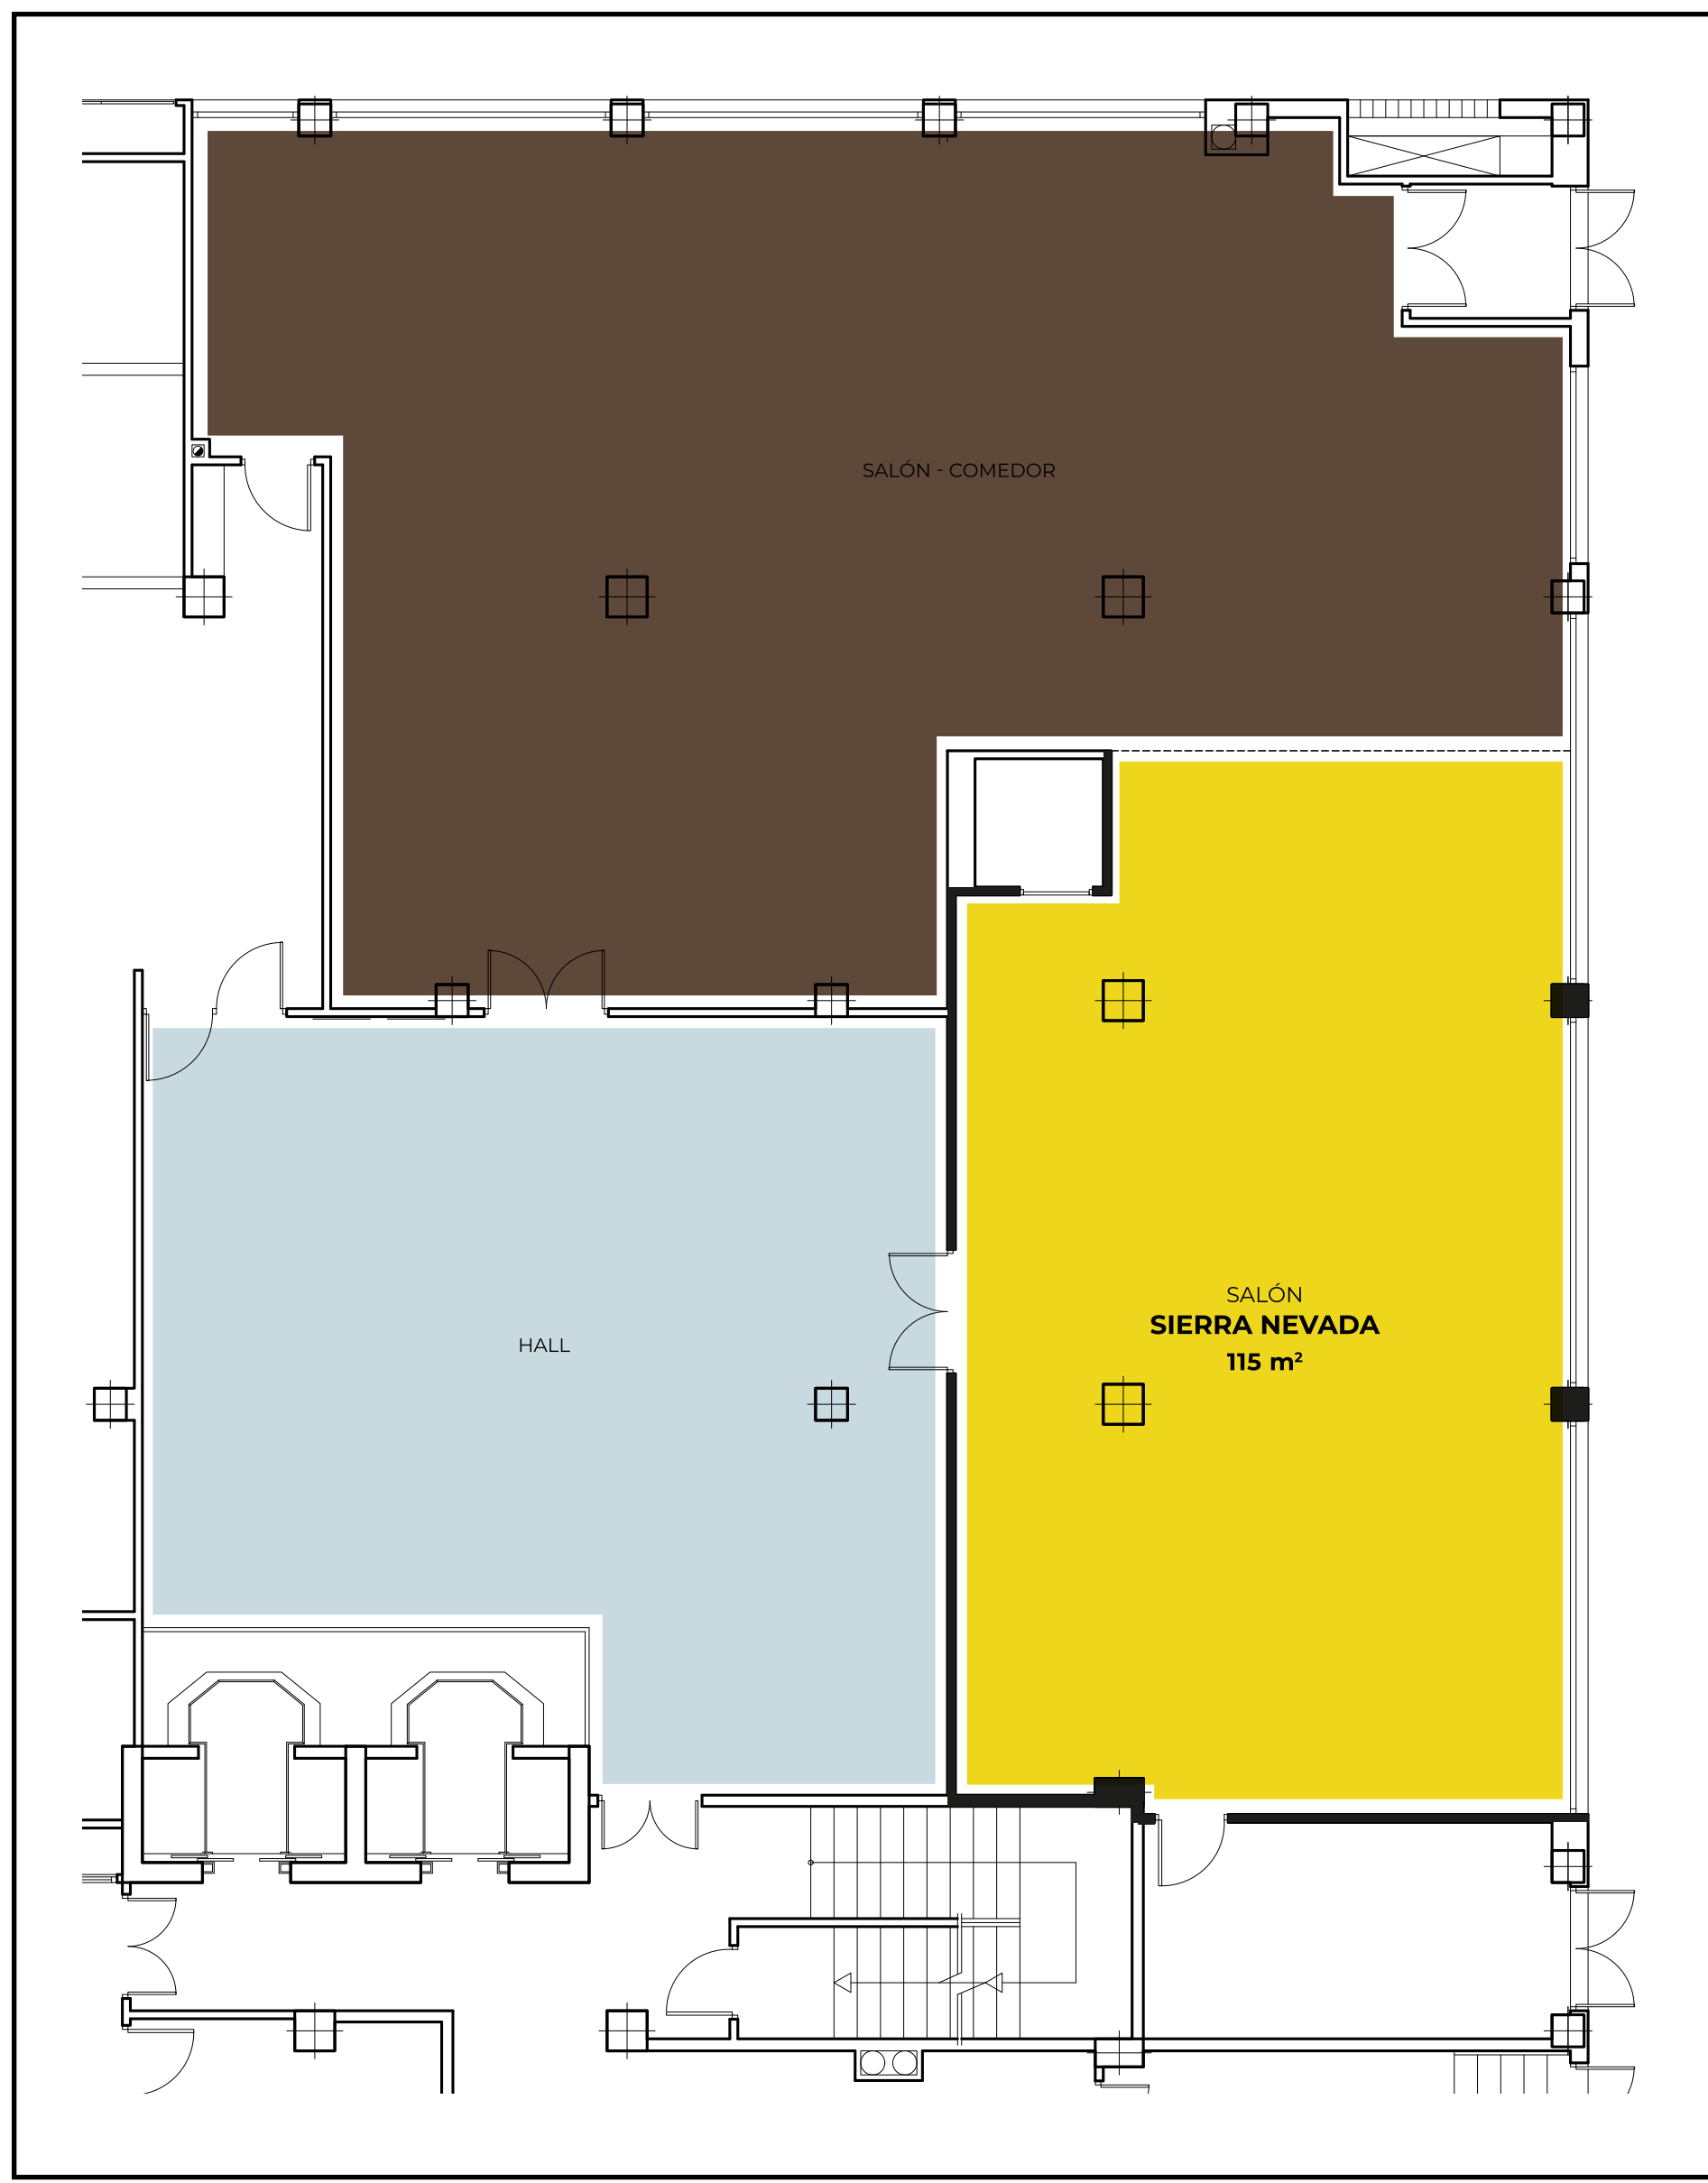 SALÓN - COMEDOR
SALÓN
SIERRA NEVADA
115 m²
HALL